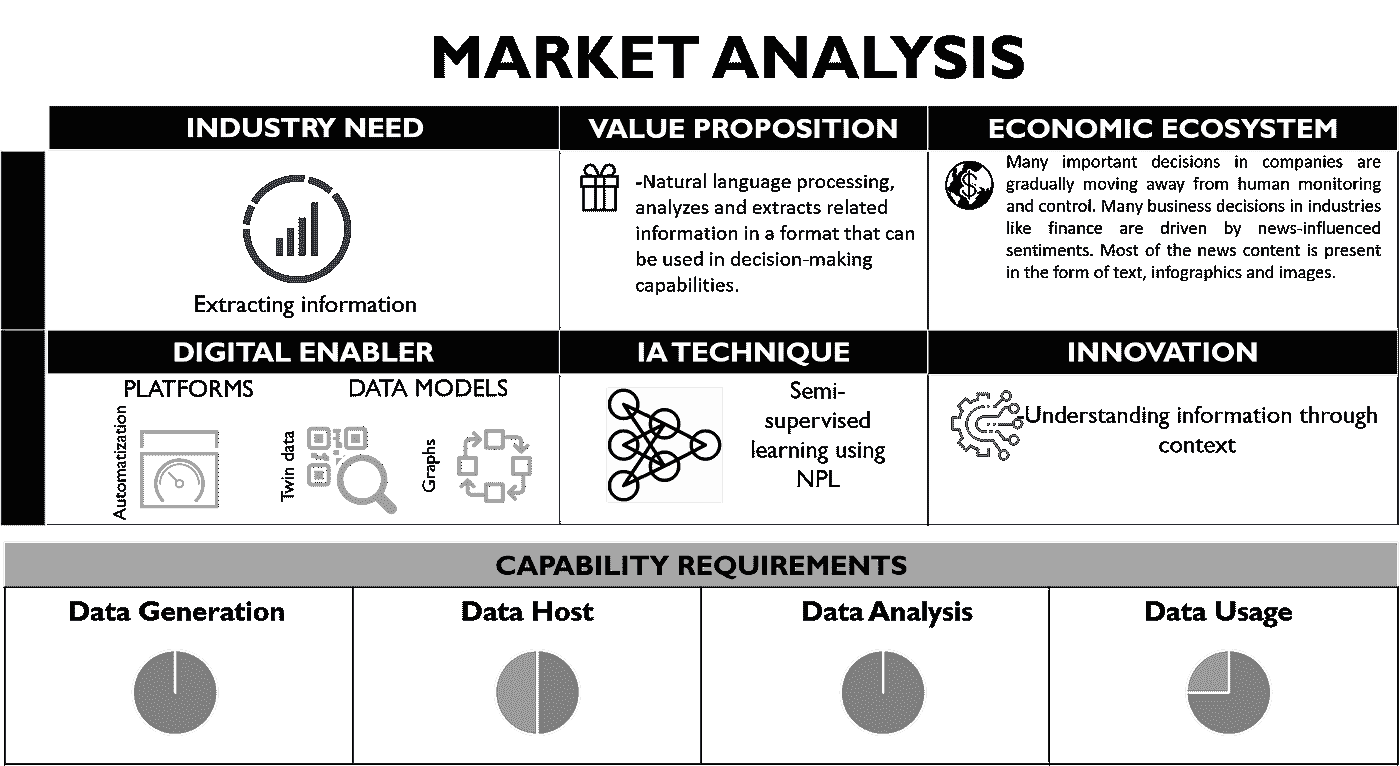 MARKET ANALYSIS
INDUSTRY NEED
VALUE PROPOSITION
ECONOMIC ECOSYSTEM
Extracting information
-Natural language processing,
analyzes and extracts related
information in a format that can
be used in decision-making
capabilities.
Many important decisions in companies are
gradually moving away from human monitoring
and control. Many business decisions in industries
like finance are driven by news-influenced
sentiments. Most of the news content is present
in the form of text, infographics and images.
DIGITAL ENABLER
IA TECHNIQUE
INNOVATION
PLATFORMS
DATA MODELS
Automatization
Twin data
Graphs
Semi-
supervised
learning using
NPL
-Understanding information through
context
CAPABILITY REQUIREMENTS
Data Generation
Data Host
Data Analysis
Data Usage